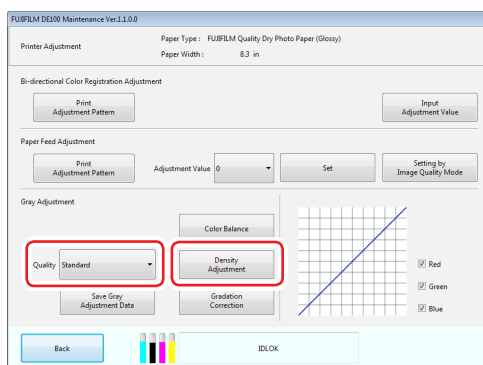 FUJIFILM DE100 Maintenance Ver.1.1.0.0
Printer Adjustment
Paper Type : FUJIFILM Quality Dry Photo Paper (Glossy)
Paper Width : 8.3 in
Bi-directional Color Registration Adjustment
Print
Adjustment Pattern
Input
Adjustment Value
Paper Feed Adjustment
Print
Adjustment Pattern
Adjustment Value 0
Set
Setting by
Image Quality Mode
Gray Adjustment
Color Balance
Quality Standard
Density
Adjustment
Save Gray
Adjustment Data
Gradation
Correction
Red
Green
Blue
Back
IDLOK